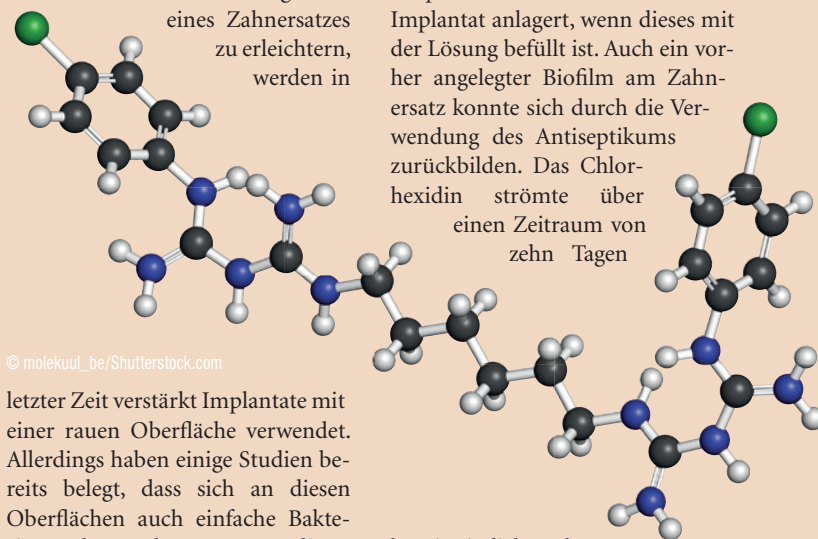 eines Zahnersatzes
zu erleichtern,
werden in
© molekuul_be/Shutterstock.com
letzter Zeit verstärkt Implantate mit
einer rauen Oberfläche verwendet.
Allerdings haben einige Studien be-
reits belegt, dass sich an diesen
Oberflächen auch einfache Bakte-
Implantat anlagert, wenn dieses mit
der Lösung befüllt ist. Auch ein vor-
her angelegter Biofilm am Zahn-
ersatz konnte sich durch die Ver-
wendung des Antiseptikums
zurückbilden. Das Chlor-
hexidin strömte über
einen Zeitraum von
zehn Tagen